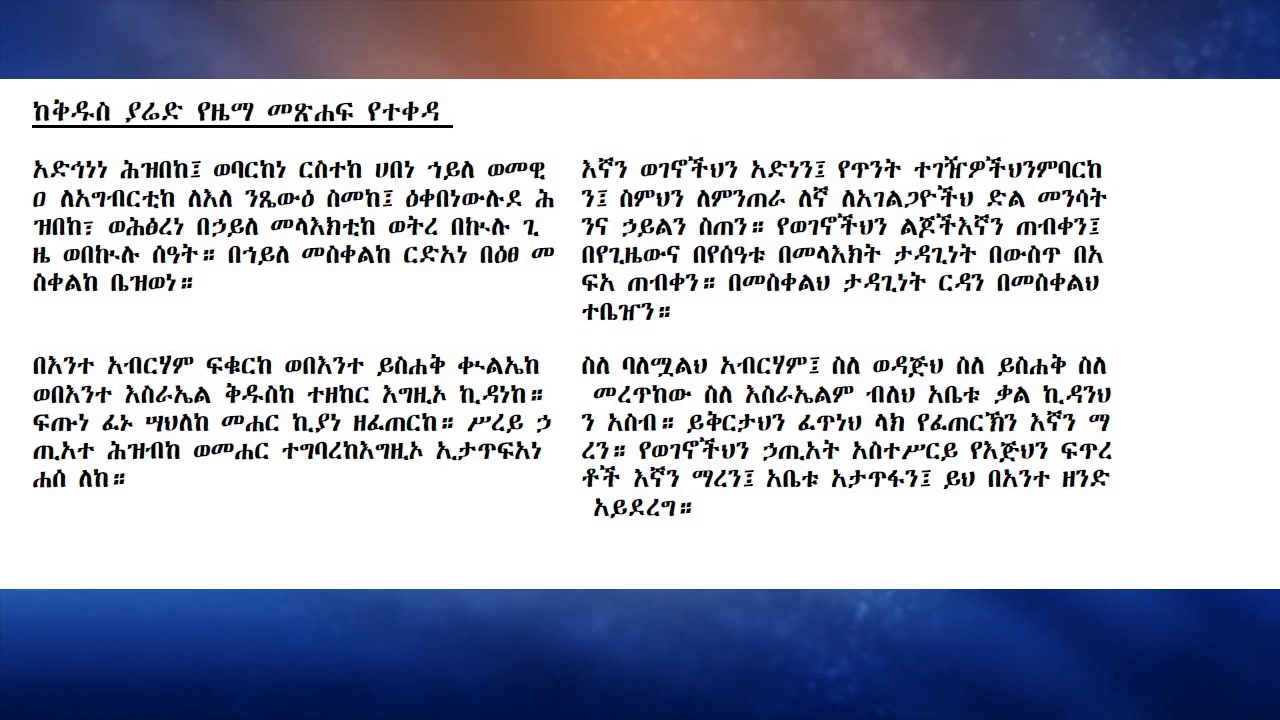 ከቅዱስ ያሬድ የዜማ መጽሐፍ የተቀዳ
አድኅነነ ሕዝበከ፤ ወባርከነ ርስተከ ሀበነ ኀይለ ወመዊ
ዐ ለአግብርቲከ ለእለ ንጼውዕ ስመከ፤ ዕቀበነውሉደ ሕ
ዝበከ፣ ወሕፅረነ በኃይለ መላእክቲከ ወትረ በኵሉ ጊ
ዜ ወበኵሉ ሰዓት። በኀይለ መስቀልከ ርድአነ በዕፀ መ
ስቀልከ ቤዝወነ።
በእንተ አብርሃም ፍቁርከ ወበእንተ ይስሐቅ ቍልኤከ
ወበእንተ እስራኤል ቅዱስከ ተዘከር እግዚኦ ኪዳነከ።
ፍጡነ ፈኑ ሣህለከ መሐር ኪያነ ዘፈጠርከ። ሥረይ ኃ
ጢአተ ሕዝብከ ወመሐር ተግባረከእግዚኦ ኢታጥፍአነ
ሐሰ ለከ።
እኛን ወገኖችህን አድነን፤ የጥንት ተገዥዎችህንምባርከ
ን፤ ስምህን ለምንጠራ ለኛ ለአገልጋዮችህ ድል መንሳት
ንና ኃይልን ስጠን። የወገኖችህን ልጆችእኛን ጠብቀን፤
በየጊዜውና በየሰዓቱ በመላእክት ታዳጊነት በውስጥ በአ
ፍአ ጠብቀን። በመስቀልህ ታዳጊነት ርዳን በመስቀልህ
ተቤዠን።
ስለ ባለሟልህ አብርሃም፤ ስለ ወዳጅህ ስለ ይስሐቅ ስለ
መረጥከው ስለ እስራኤልም ብለህ አቤቱ ቃል ኪዳንህ
ን አስብ። ይቅርታህን ፈጥነህ ላክ የፈጠርኽን እኛን ማ
ረን። የወገኖችህን ኃጢአት አስተሥርይ የእጅህን ፍጥረ
ቶች እኛን ማረን፤ አቤቱ አታጥፋን፤ ይህ በአንተ ዘንድ
አይደረግ።